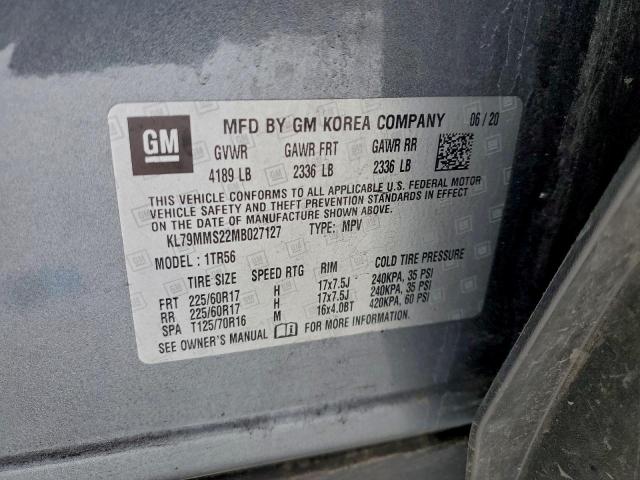 GM MFD BY GM KOREA COMPANY 06/20
GVWR GAWR FRT GAWR RR
4189 LB 2336 LB 2336 LB
THIS VEHICLE CONFORMS TO ALL APPLICABLE U.S. FEDERAL MOTOR
VEHICLE SAFETY AND THEFT PREVENTION STANDARDS IN EFFECT
ON THE DATE OF MANUFACTURE SHOWN ABOVE.
KL79MMS22MB027127 TYPE: MPV
MODEL: 1TR56
TIRE SIZE SPEED RTG RIM COLD TIRE PRESSURE
FRT 225/60R17 H 17x7.5J 240KPA, 35 PSI
RR 225/60R17 H 17x7.5J 240KPA, 35 PSI
SPA T125/70R16 M 16x4.0BT 420KPA, 60 PSI
SEE OWNER'S MANUAL FOR MORE INFORMATION.